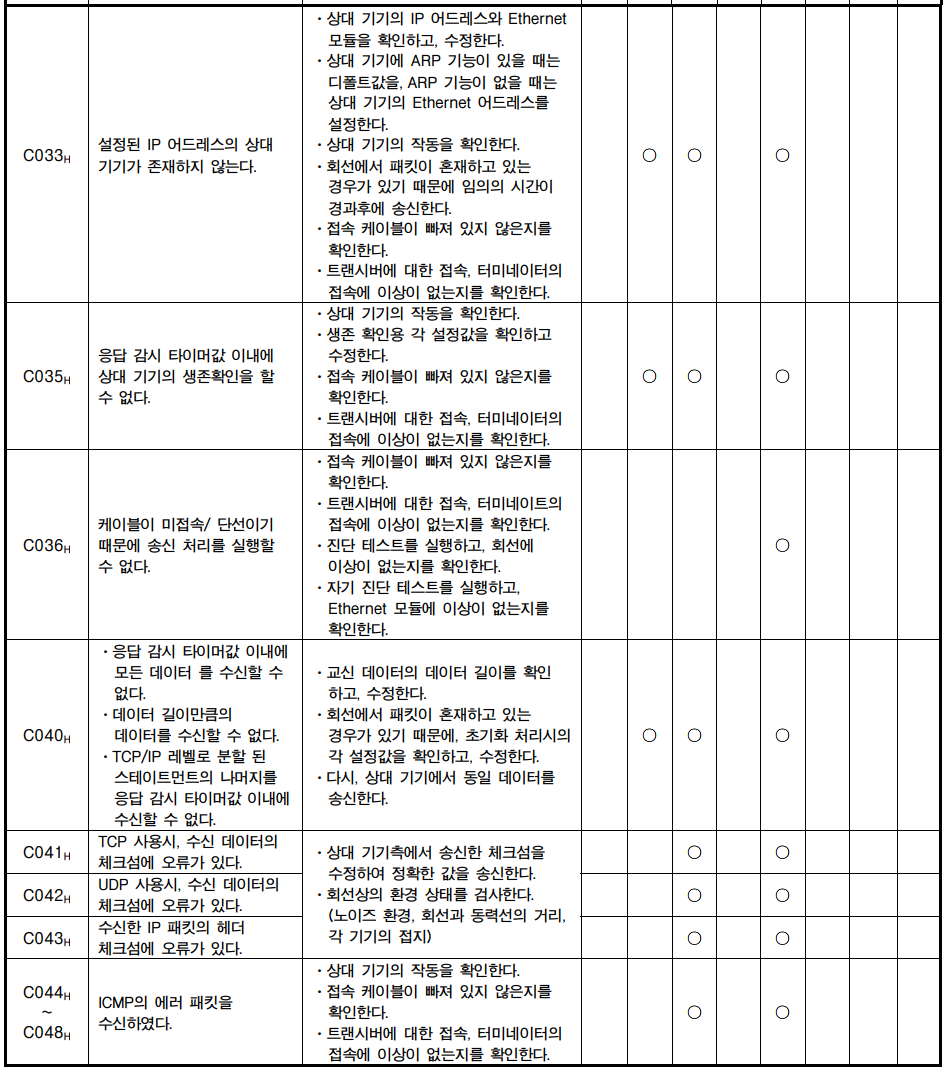 C033H
설정된 IP 어드레스의 상대
기기가 존재하지 않는다.
· 상대 기기의 IP 어드레스와 Ethernet
모듈을 확인하고, 수정한다.
· 상대 기기에 ARP 기능이 있을 때는
디폴트값을, ARP 기능이 없을 때는
상대 기기의 Ethernet 어드레스를
설정한다.
· 상대 기기의 작동을 확인한다.
· 회선에서 패킷이 혼재하고 있는
경우가 있기 때문에 임의의 시간이
경과후에 송신한다.
· 접속 케이블이 빠져 있지 않은지를
확인한다.
· 트랜시버에 대한 접속, 터미네이터의
접속에 이상이 없는지를 확인한다.
○ ○ ○
C035H
응답 감시 타이머값 이내에
상대 기기의 생존확인을 할
수 없다.
· 상대 기기의 작동을 확인한다.
· 생존 확인용 각 설정값을 확인하고
수정한다.
· 접속 케이블이 빠져 있지 않은지를
확인한다.
· 트랜시버에 대한 접속, 터미네이터의
접속에 이상이 없는지를 확인한다.
○ ○ ○
C036H
케이블이 미접속/ 단선이기
때문에 송신 처리를 실행할
수 없다.
· 접속 케이블이 빠져 있지 않은지를
확인한다.
· 트랜시버에 대한 접속, 터미네이트의
접속에 이상이 없는지를 확인한다.
· 진단 테스트를 실행하고, 회선에
이상이 없는지를 확인한다.
· 자기 진단 테스트를 실행하고,
Ethernet 모듈에 이상이 없는지를
확인한다.
○
C040H
· 응답 감시 타이머값 이내에
모든 데이터 를 수신할 수
없다.
· 데이터 길이만큼의
데이터를 수신할 수 없다.
· TCP/IP 레벨로 분할 된
스테이트먼트의 나머지를
응답 감시 타이머값 이내에
수신할 수 없다.
· 교신 데이터의 데이터 길이를 확인
하고, 수정한다.
· 회선에서 패킷이 혼재하고 있는
경우가 있기 때문에, 초기화 처리시의
각 설정값을 확인하고, 수정한다.
· 다시, 상대 기기에서 동일 데이터를
송신한다.
○ ○ ○
C041H
TCP 사용시, 수신 데이터의
체크섬에 오류가 있다.
· 상대 기기측에서 송신한 체크섬을
수정하여 정확한 값을 송신한다.
· 회선상의 환경 상태를 검사한다.
(노이즈 환경, 회선과 동력선의 거리,
각 기기의 접지)
○ ○
C042H
UDP 사용시, 수신 데이터의
체크섬에 오류가 있다.
○ ○
C043H
수신한 IP 패킷의 헤더
체크섬에 오류가 있다.
○ ○
C044H
~
C048H
ICMP의 에러 패킷을
수신하였다.
· 상대 기기의 작동을 확인한다.
· 접속 케이블이 빠져 있지 않은지를
확인한다.
· 트랜시버에 대한 접속, 터미네이터의
접속에 이상이 없는지를 확인한다.
○ ○